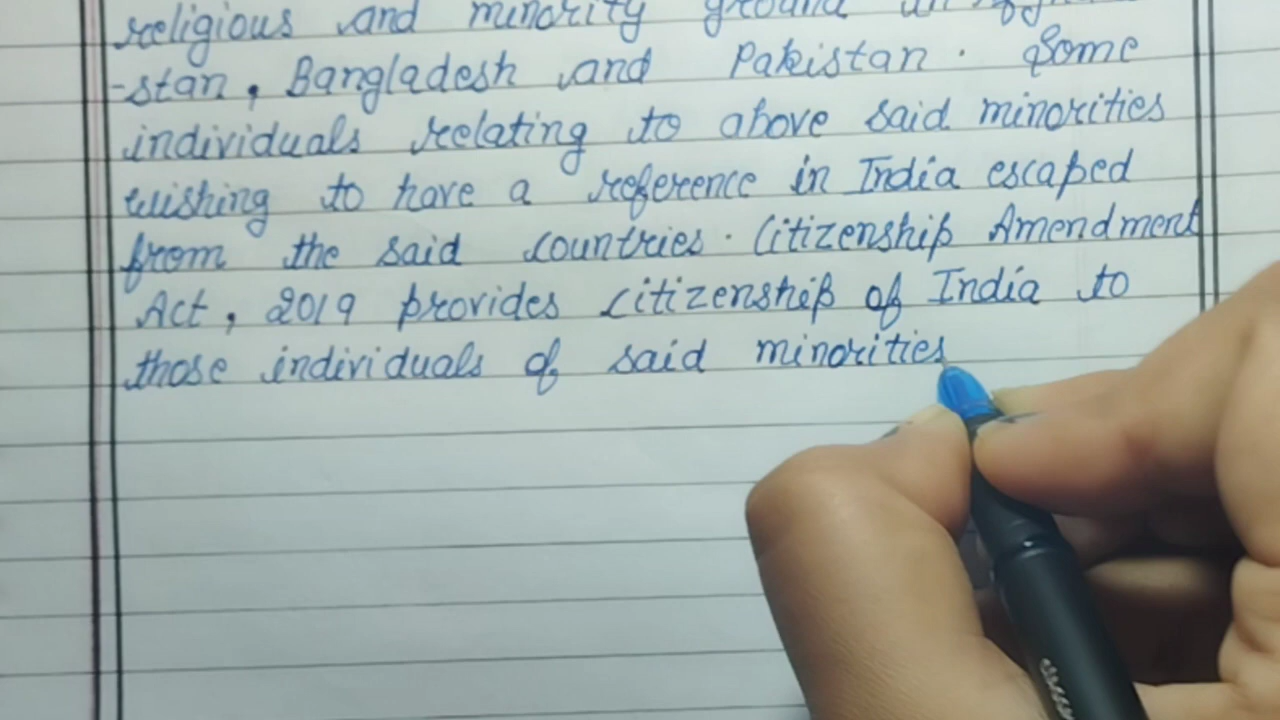 religious and minority ground in Afghani
-stan, Bangladesh and Pakistan. Some
individuals relating to above said minorities
wishing to have a reference in India escaped
from the said countries. Citizenship Amendment
Act, 2019 provides citizenship of India to
those individuals of said minorities